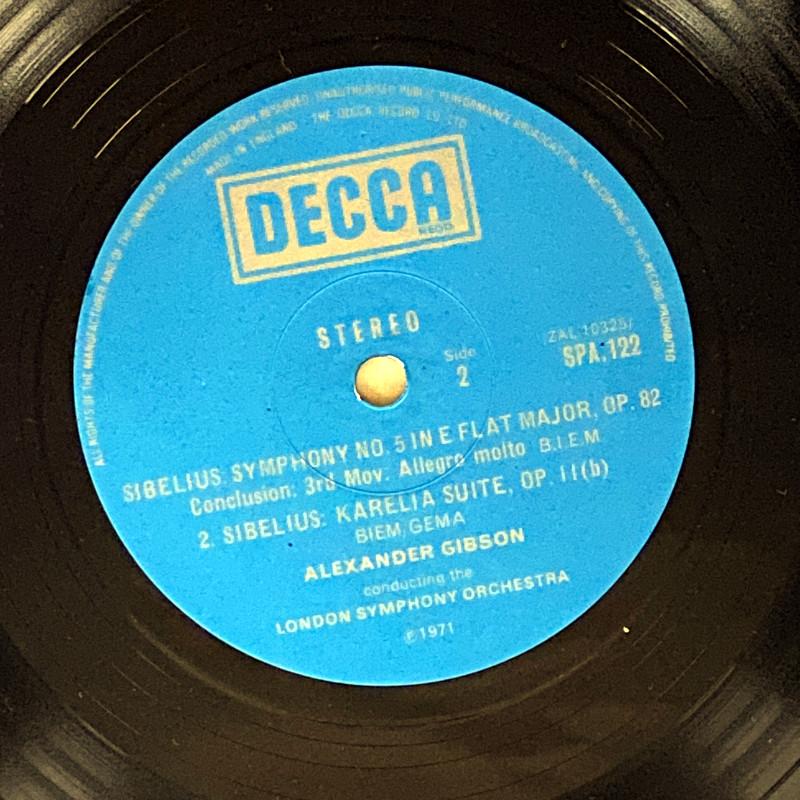 ALL RIGHTS OF THE MANUFACTURER AND OF THE OWNER OF THE RECORDED WORK RESERVED. UNAUTHORISED PUBLIC PERFORMANCE BROADCASTING AND COPYING OF THIS RECORD PROHIBITED
MADE IN ENGLAND THE DECCA RECORD CO. LTD.
DECCA
REGD
STEREO
Side
2
(ZAL 10325)
SPA.122
SIBELIUS: SYMPHONY NO. 5 IN E FLAT MAJOR, OP. 82
Conclusion: 3rd Mov: Allegro molto B.I.E.M.
2. SIBELIUS: KARELIA SUITE, OP. 11(b)
BIEM, GEMA
ALEXANDER GIBSON
conducting the
LONDON SYMPHONY ORCHESTRA
℗1971